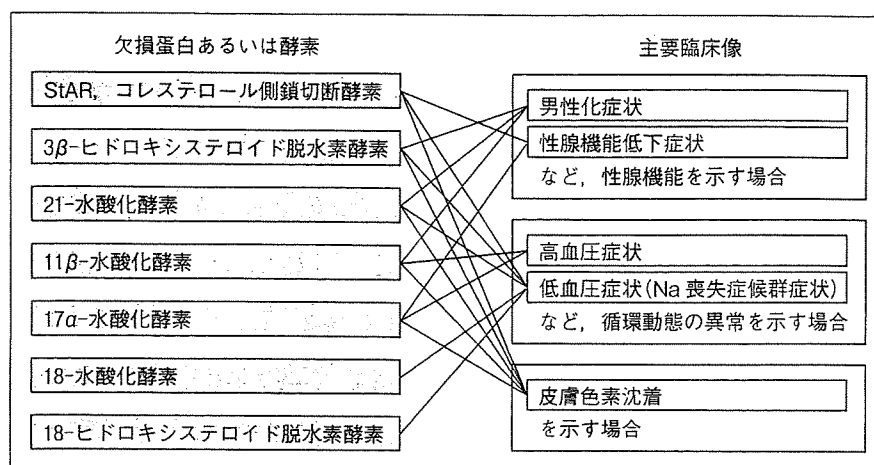 欠損蛋白あるいは酵素
StAR, コレステロール側鎖切断酵素
3β-ヒドロキシステロイド脱水素酵素
21-水酸化酵素
11β-水酸化酵素
17α-水酸化酵素
18-水酸化酵素
18-ヒドロキシステロイド脱水素酵素
主要臨床像
男性化症状
性腺機能低下症状
など，性腺機能を示す場合
高血圧症状
低血圧症状(Na喪失症候群症状)
など，循環動態の異常を示す場合
皮膚色素沈着
を示す場合